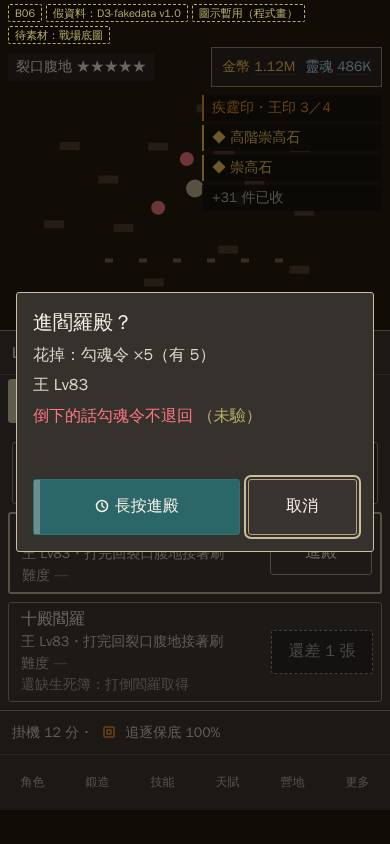 B06 假資料：D3-fakedata v1.0 圖示暫用（程式畫）
待素材：戰場底圖
裂口腹地 ★★★★★
金幣 1.12M 靈魂 486K
疾霆印・王印 3／4
◆ 高階崇高石
◆ 崇高石
+31 件已收
進閻羅殿？
花掉：勾魂令 ×5（有 5）
王 Lv83
倒下的話勾魂令不退回 （未驗）
長按進殿
取消
王 Lv83・打完回裂口腹地接著刷
進殿
難度 —
十殿閻羅
王 Lv83・打完回裂口腹地接著刷
還差 1 張
難度 —
還缺生死簿：打倒閻羅取得
掛機 12 分・ 追逐保底 100%
角色 鍛造 技能 天賦 營地 更多